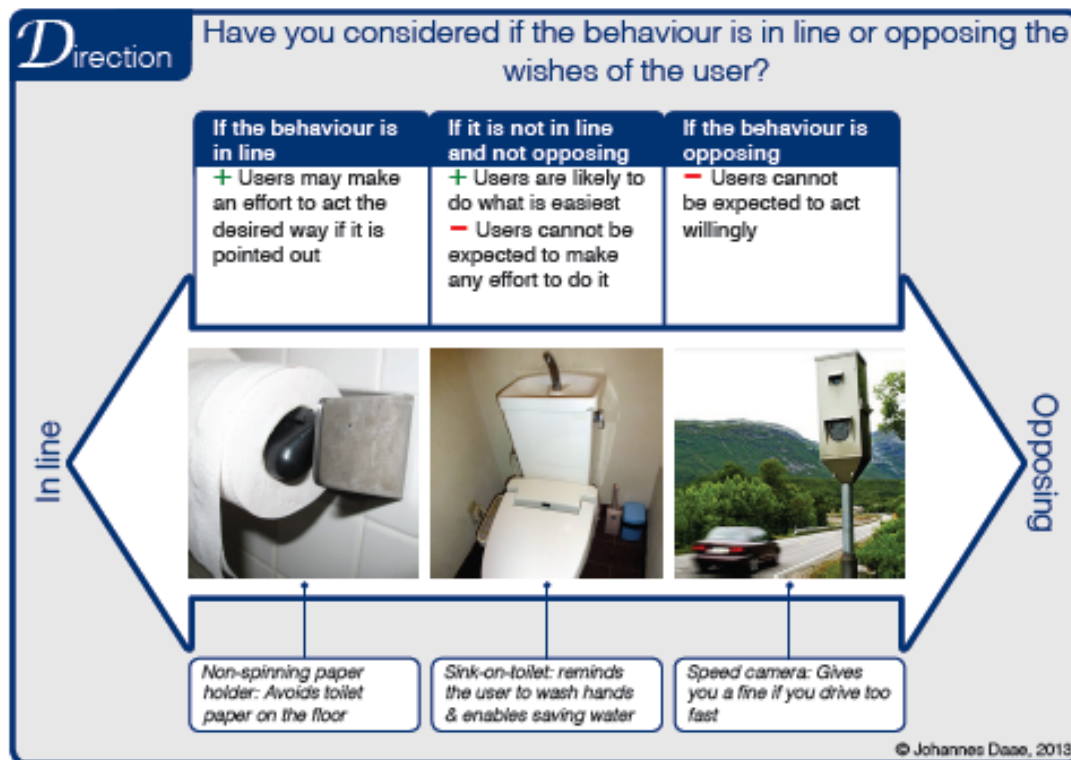 Direction
Have you considered if the behaviour is in line or opposing the
wishes of the user?
If the behaviour is
in line
+ Users may make
an effort to act the
desired way if it is
pointed out
If it is not in line
and not opposing
+ Users are likely to
do what is easiest
− Users cannot be
expected to make
any effort to do it
If the behaviour is
opposing
− Users cannot
be expected to act
willingly
In line
Opposing
Non-spinning paper
holder: Avoids toilet
paper on the floor
Sink-on-toilet: reminds
the user to wash hands
& enables saving water
Speed camera: Gives
you a fine if you drive too
fast
© Johannes Daae, 2013